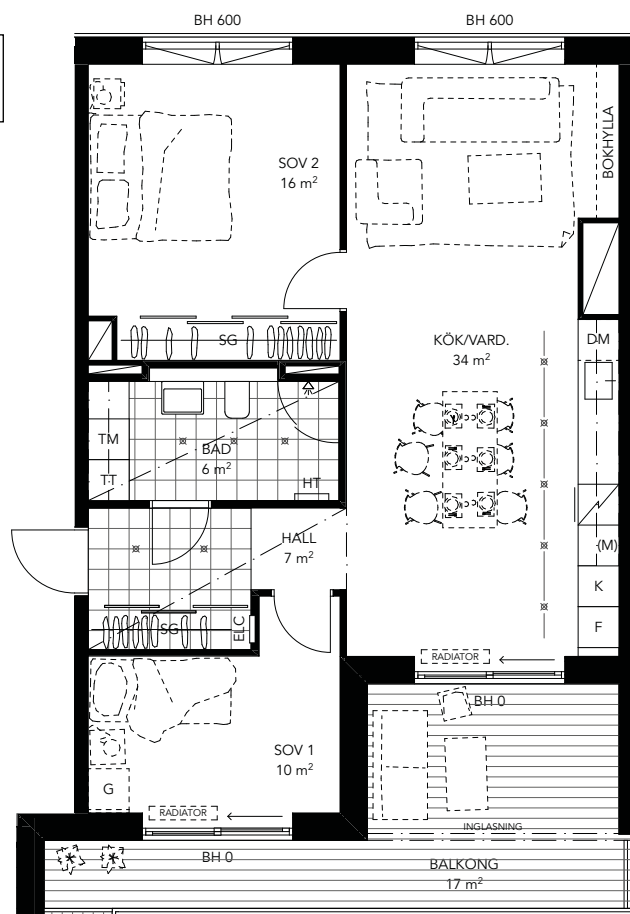 BH 600
BH 600
BOKHYLLA
SOV 2
16 m²
SG
KÖK/VARD.
34 m²
DM
TM
BAD
6 m²
TT
HT
HALL
7 m²
(M)
K
SG
ELC
F
RADIATOR
BH 0
SOV 1
10 m²
G
RADIATOR
INGLASNING
BH 0
BALKONG
17 m²